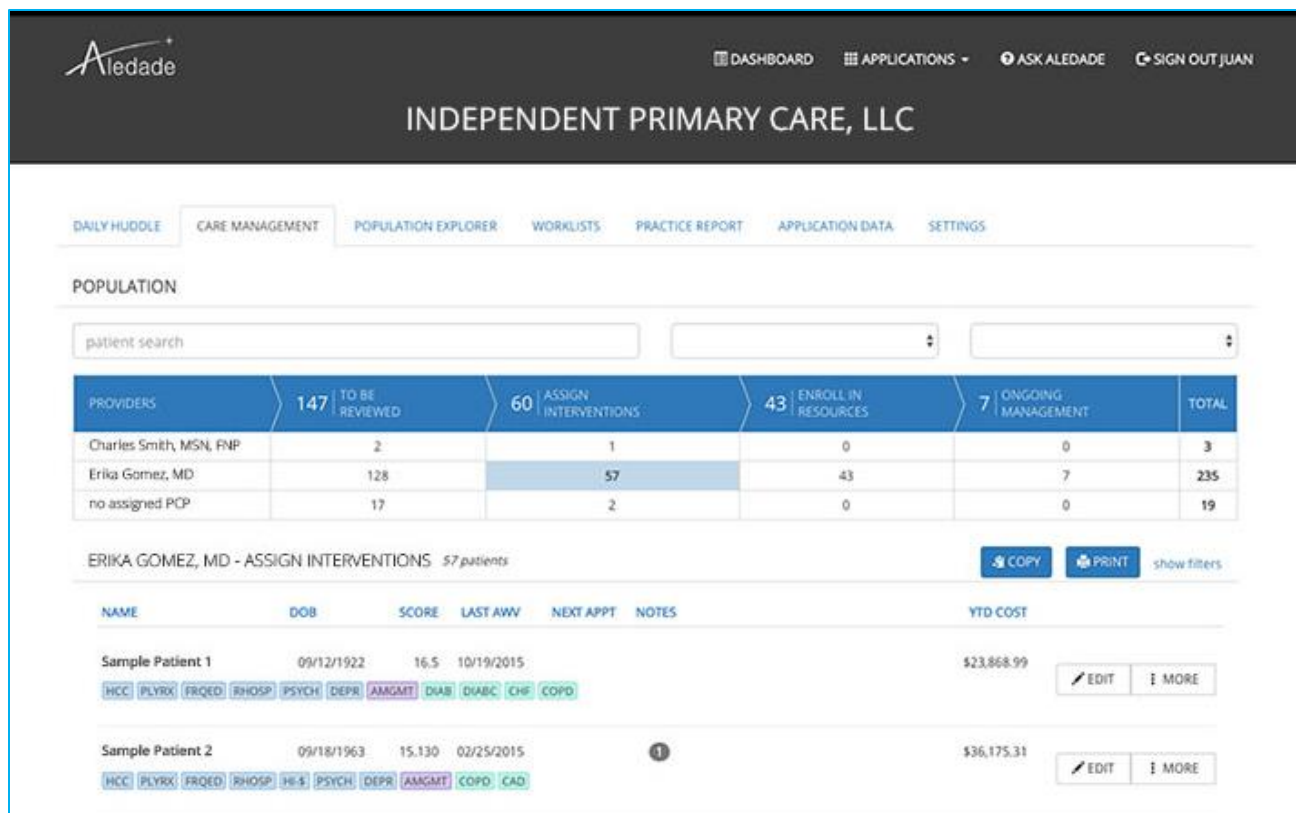 Aledade
DASHBOARD APPLICATIONS ASK ALEDADE SIGN OUT JUAN
INDEPENDENT PRIMARY CARE, LLC
DAILY HUDDLE CARE MANAGEMENT POPULATION EXPLORER WORKLISTS PRACTICE REPORT APPLICATION DATA SETTINGS
POPULATION
patient search
PROVIDERS 147 TO BE REVIEWED 60 ASSIGN INTERVENTIONS 43 ENROLL IN RESOURCES 7 ONGOING MANAGEMENT TOTAL
Charles Smith, MSN, FNP 2 1 0 0 3
Erika Gomez, MD 128 57 43 7 235
no assigned PCP 17 2 0 0 19
ERIKA GOMEZ, MD - ASSIGN INTERVENTIONS 57 patients COPY PRINT show filters
NAME DOB SCORE LAST AWV NEXT APPT NOTES YTD COST
Sample Patient 1 09/12/1922 16.5 10/19/2015 $23,868.99
HCC PLYRX FRQED RHOSP PSYCH DEPR AMGMT DIAB DIABC CHF COPD EDIT MORE
Sample Patient 2 09/18/1963 15.130 02/25/2015 1 $36,175.31
HCC PLYRX FRQED RHOSP HI-$ PSYCH DEPR AMGMT COPD CAD EDIT MORE